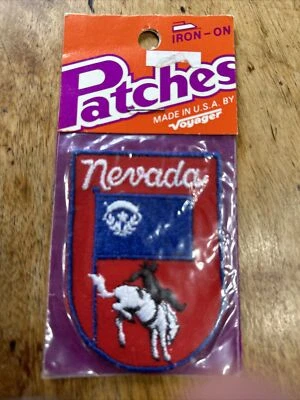 IRON-ON
Patches
MADE IN U.S.A. BY
Voyager
Nevada